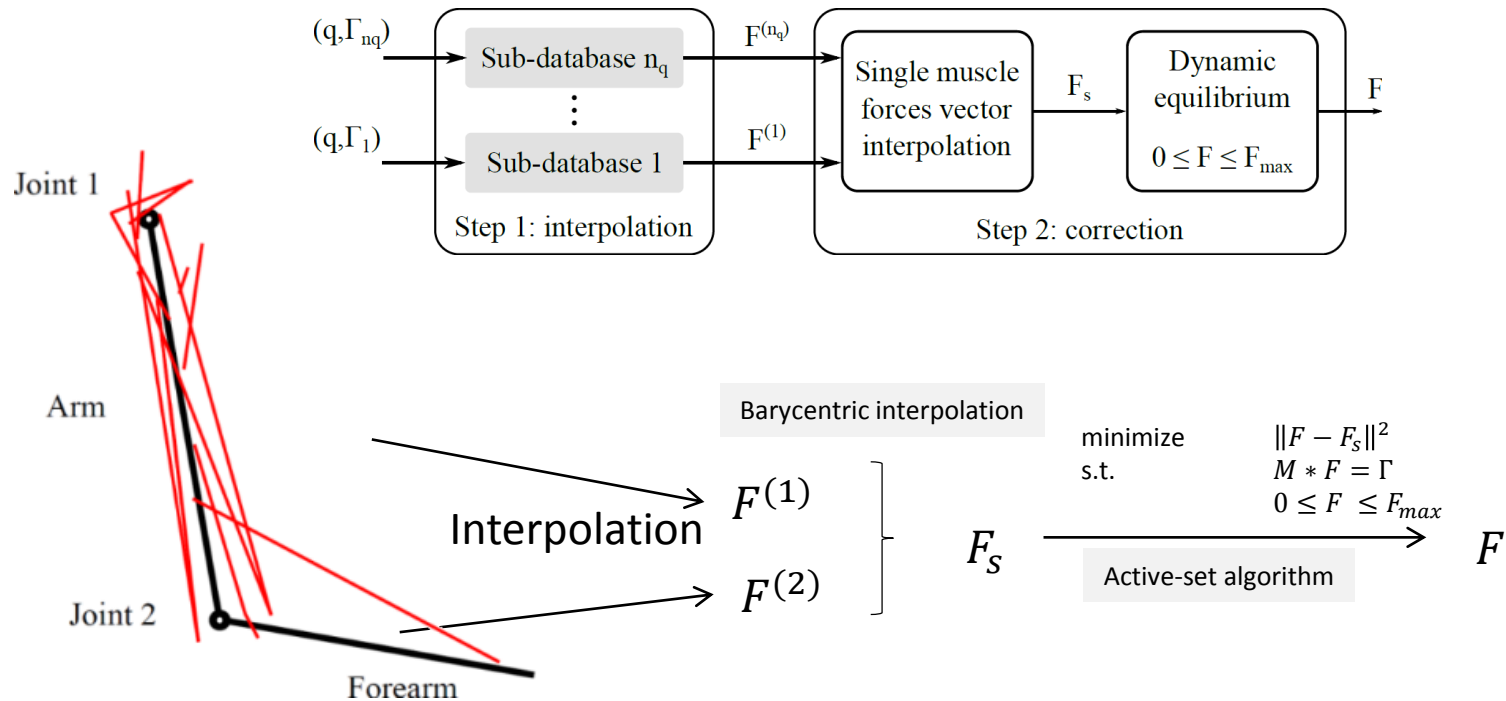 (q,Γnq)
Sub-database nq
F(nq)
⋮
(q,Γ1)
Sub-database 1
F(1)
Step 1: interpolation
Single muscle
forces vector
interpolation
Fs
Dynamic
equilibrium
0 ≤ F ≤ Fmax
F
Step 2: correction
Joint 1
Arm
Joint 2
Forearm
Interpolation
Barycentric interpolation
F(1)
F(2)
Fs
minimize ‖F − Fs‖²
s.t. M ∗ F = Γ
0 ≤ F ≤ Fmax
Active-set algorithm
F